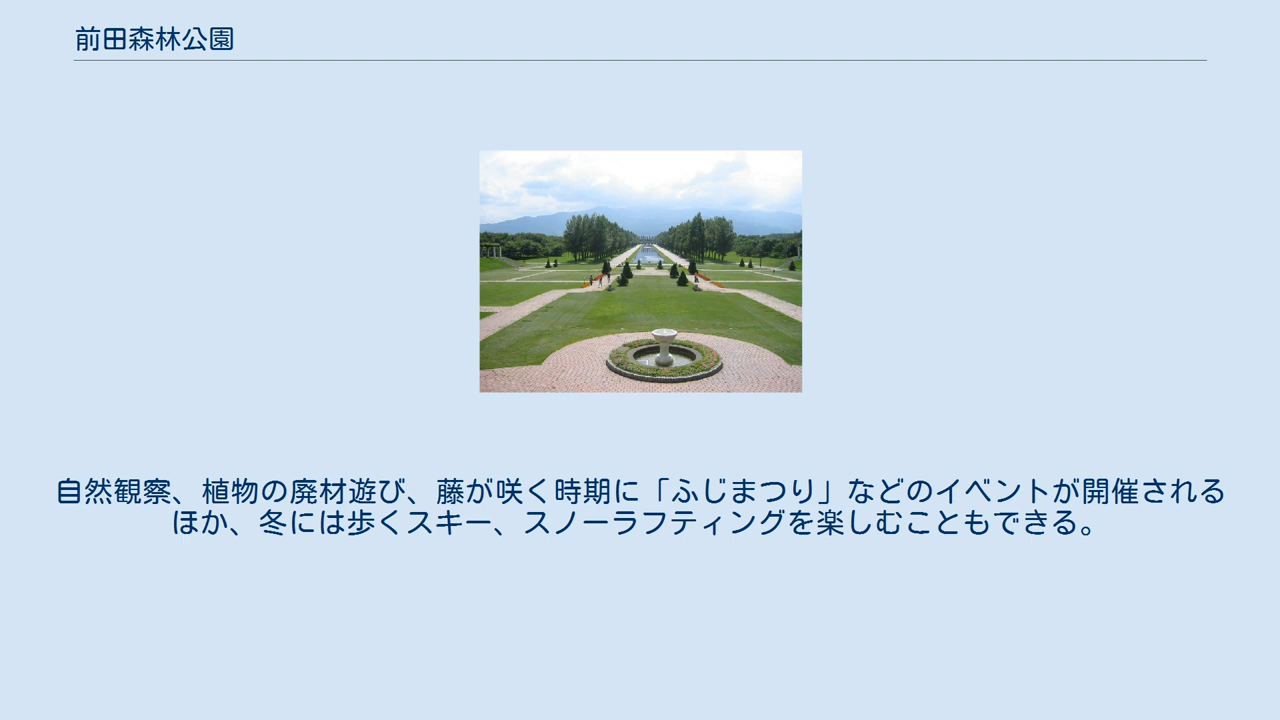 前田森林公園
自然観察、植物の廃材遊び、藤が咲く時期に「ふじまつり」などのイベントが開催される
ほか、冬には歩くスキー、スノーラフティングを楽しむこともできる。